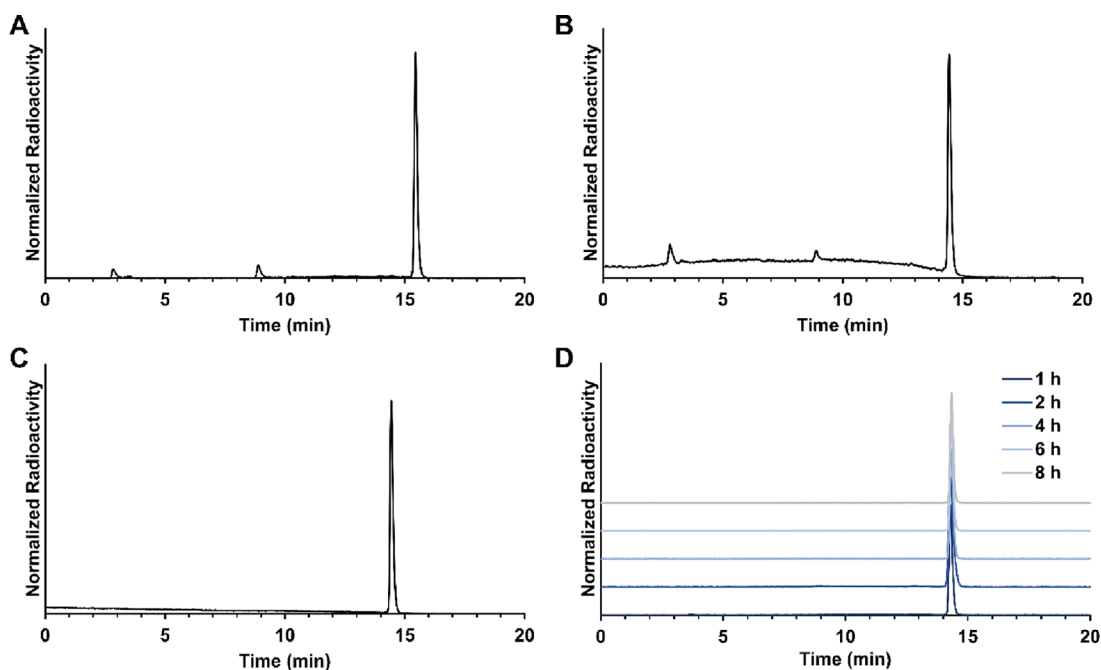 A
Normalized Radioactivity
0 5 10 15 20
Time (min)
B
Normalized Radioactivity
0 5 10 15 20
Time (min)
C
Normalized Radioactivity
0 5 10 15 20
Time (min)
D
Normalized Radioactivity
1 h
2 h
4 h
6 h
8 h
0 5 10 15 20
Time (min)